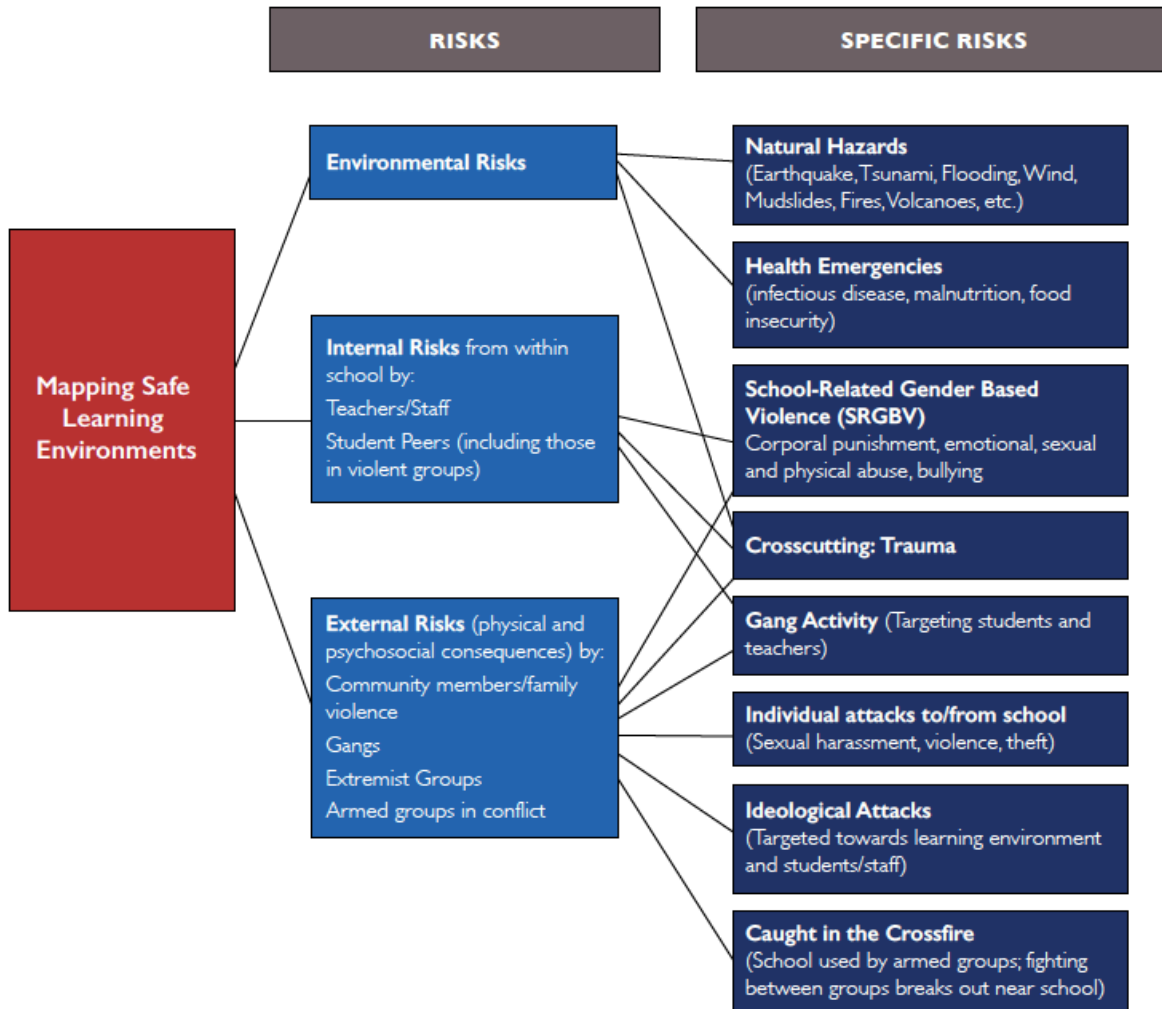 RISKS
SPECIFIC RISKS
Mapping Safe
Learning
Environments
Environmental Risks
Internal Risks from within
school by:
Teachers/Staff
Student Peers (including those
in violent groups)
External Risks (physical and
psychosocial consequences) by:
Community members/family
violence
Gangs
Extremist Groups
Armed groups in conflict
Natural Hazards
(Earthquake, Tsunami, Flooding, Wind,
Mudslides, Fires, Volcanoes, etc.)
Health Emergencies
(infectious disease, malnutrition, food
insecurity)
School-Related Gender Based
Violence (SRGBV)
Corporal punishment, emotional, sexual
and physical abuse, bullying
Crosscutting: Trauma
Gang Activity (Targeting students and
teachers)
Individual attacks to/from school
(Sexual harassment, violence, theft)
Ideological Attacks
(Targeted towards learning environment
and students/staff)
Caught in the Crossfire
(School used by armed groups; fighting
between groups breaks out near school)